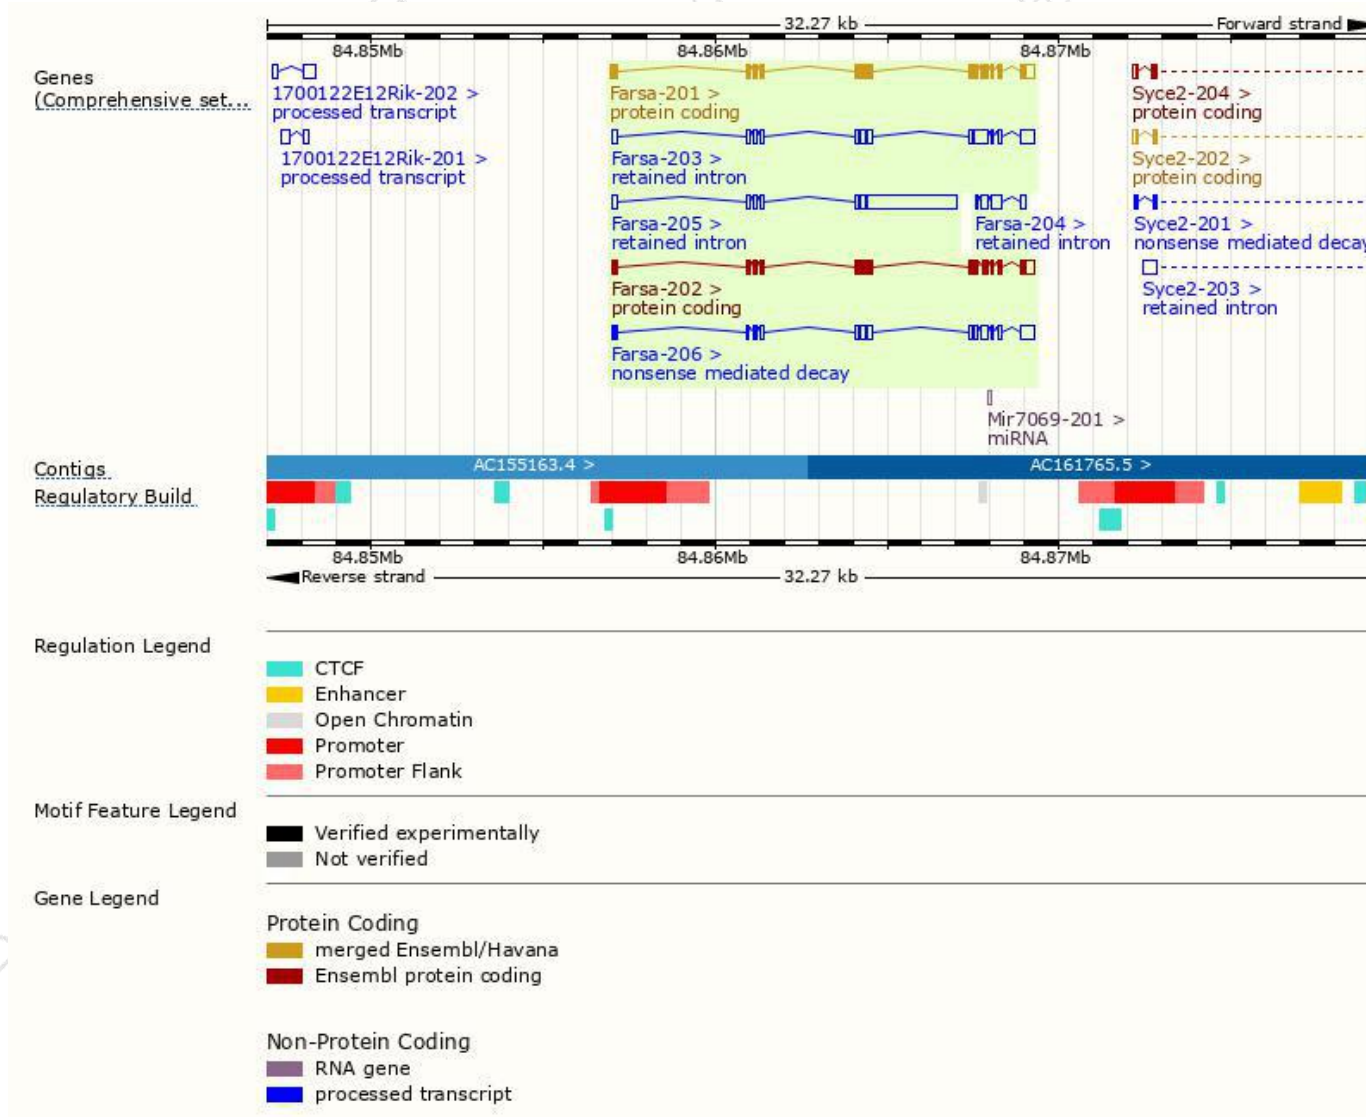 32.27 kb Forward strand
84.85Mb 84.86Mb 84.87Mb
Genes
(Comprehensive set...
1700122E12Rik-202 > Farsa-201 > Syce2-204 >
processed transcript protein coding protein coding
1700122E12Rik-201 > Farsa-203 > Syce2-202 >
processed transcript retained intron protein coding
Farsa-205 > Farsa-204 > Syce2-201 >
retained intron retained intron nonsense mediated decay
Farsa-202 > Syce2-203 >
protein coding retained intron
Farsa-206 >
nonsense mediated decay
Mir7069-201 >
miRNA
Contigs AC155163.4 > AC161765.5 >
Regulatory Build
84.85Mb 84.86Mb 84.87Mb
Reverse strand 32.27 kb
Regulation Legend
CTCF
Enhancer
Open Chromatin
Promoter
Promoter Flank
Motif Feature Legend
Verified experimentally
Not verified
Gene Legend
Protein Coding
merged Ensembl/Havana
Ensembl protein coding
Non-Protein Coding
RNA gene
processed transcript